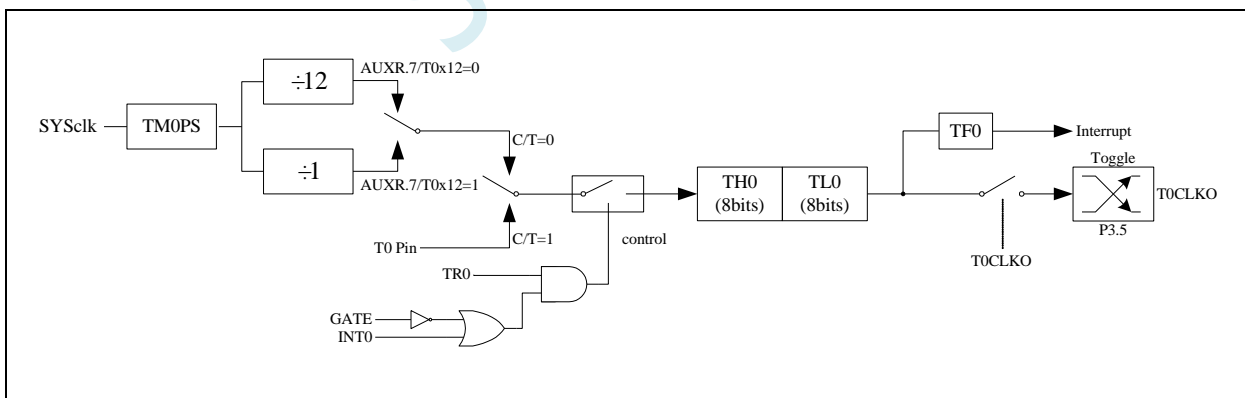 AUXR.7/T0x12=0
÷12
SYSclk
TM0PS
C/T=0
÷1
AUXR.7/T0x12=1
TF0
Interrupt
Toggle
TH0
(8bits)
TL0
(8bits)
T0CLKO
P3.5
C/T=1
T0 Pin
control
T0CLKO
TR0
GATE
INT0